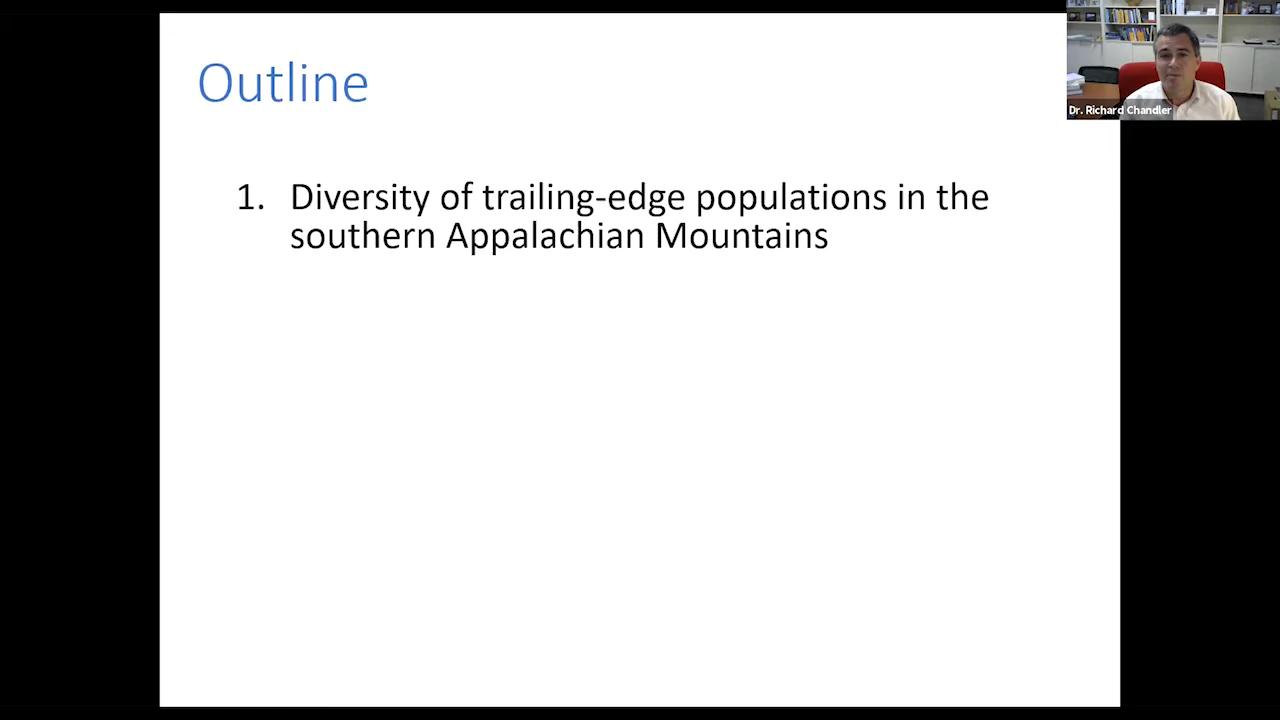 Outline
1. Diversity of trailing-edge populations in the
southern Appalachian Mountains
Dr. Richard Chandler